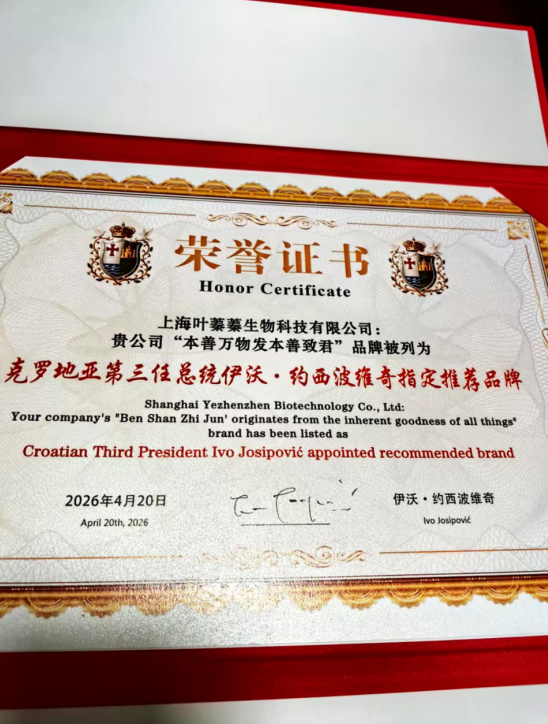 荣誉证书
Honor Certificate
上海叶蓁蓁生物科技有限公司:
贵公司“本善万物发本善致君”品牌被列为
克罗地亚第三任总统伊沃·约西波维奇指定推荐品牌
Shanghai Yezhenzhen Biotechnology Co., Ltd:
Your company's "Ben Shan Zhi Jun' originates from the inherent goodness of all things"
brand has been listed as
Croatian Third President Ivo Josipović appointed recommended brand
2026年4月20日
April 20th, 2026
伊沃·约西波维奇
Ivo Josipović